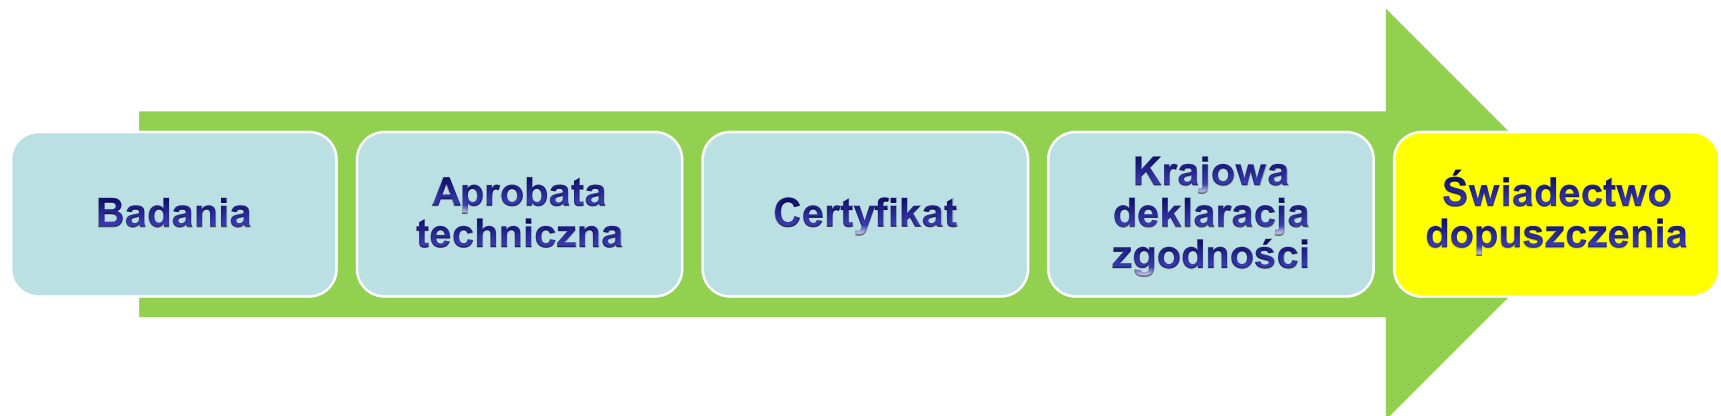 Badania
Aprobata
techniczna
Certyfikat
Krajowa
deklaracja
zgodności
Świadectwo
dopuszczenia